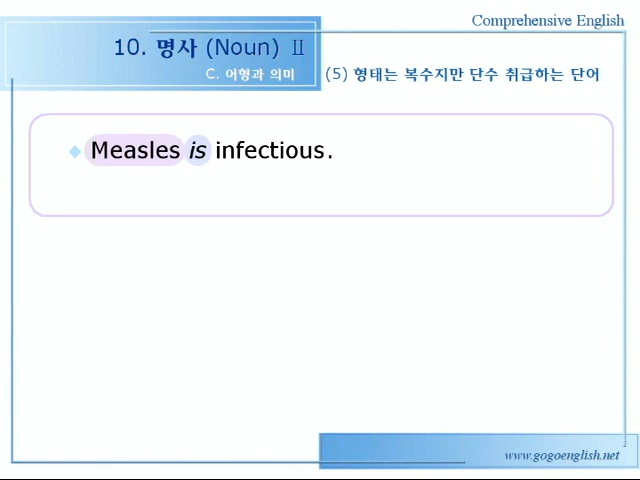 Comprehensive English
10. 명사 (Noun) Ⅱ
C. 어형과 의미
(5) 형태는 복수지만 단수 취급하는 단어
Measles is infectious.
www.gogoenglish.net